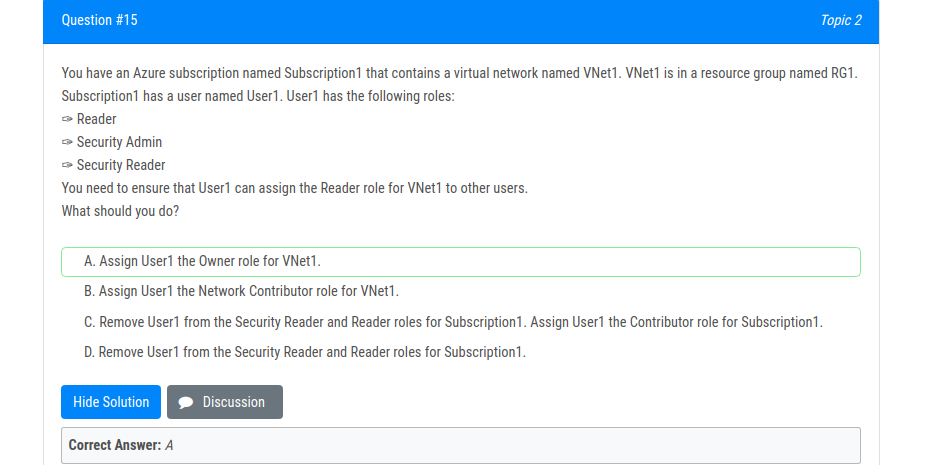 Question #15
Topic 2
You have an Azure subscription named Subscription1 that contains a virtual network named VNet1. VNet1 is in a resource group named RG1.
Subscription1 has a user named User1. User1 has the following roles:
✑ Reader
✑ Security Admin
✑ Security Reader
You need to ensure that User1 can assign the Reader role for VNet1 to other users.
What should you do?
A. Assign User1 the Owner role for VNet1.
B. Assign User1 the Network Contributor role for VNet1.
C. Remove User1 from the Security Reader and Reader roles for Subscription1. Assign User1 the Contributor role for Subscription1.
D. Remove User1 from the Security Reader and Reader roles for Subscription1.
Hide Solution
Discussion
Correct Answer: A